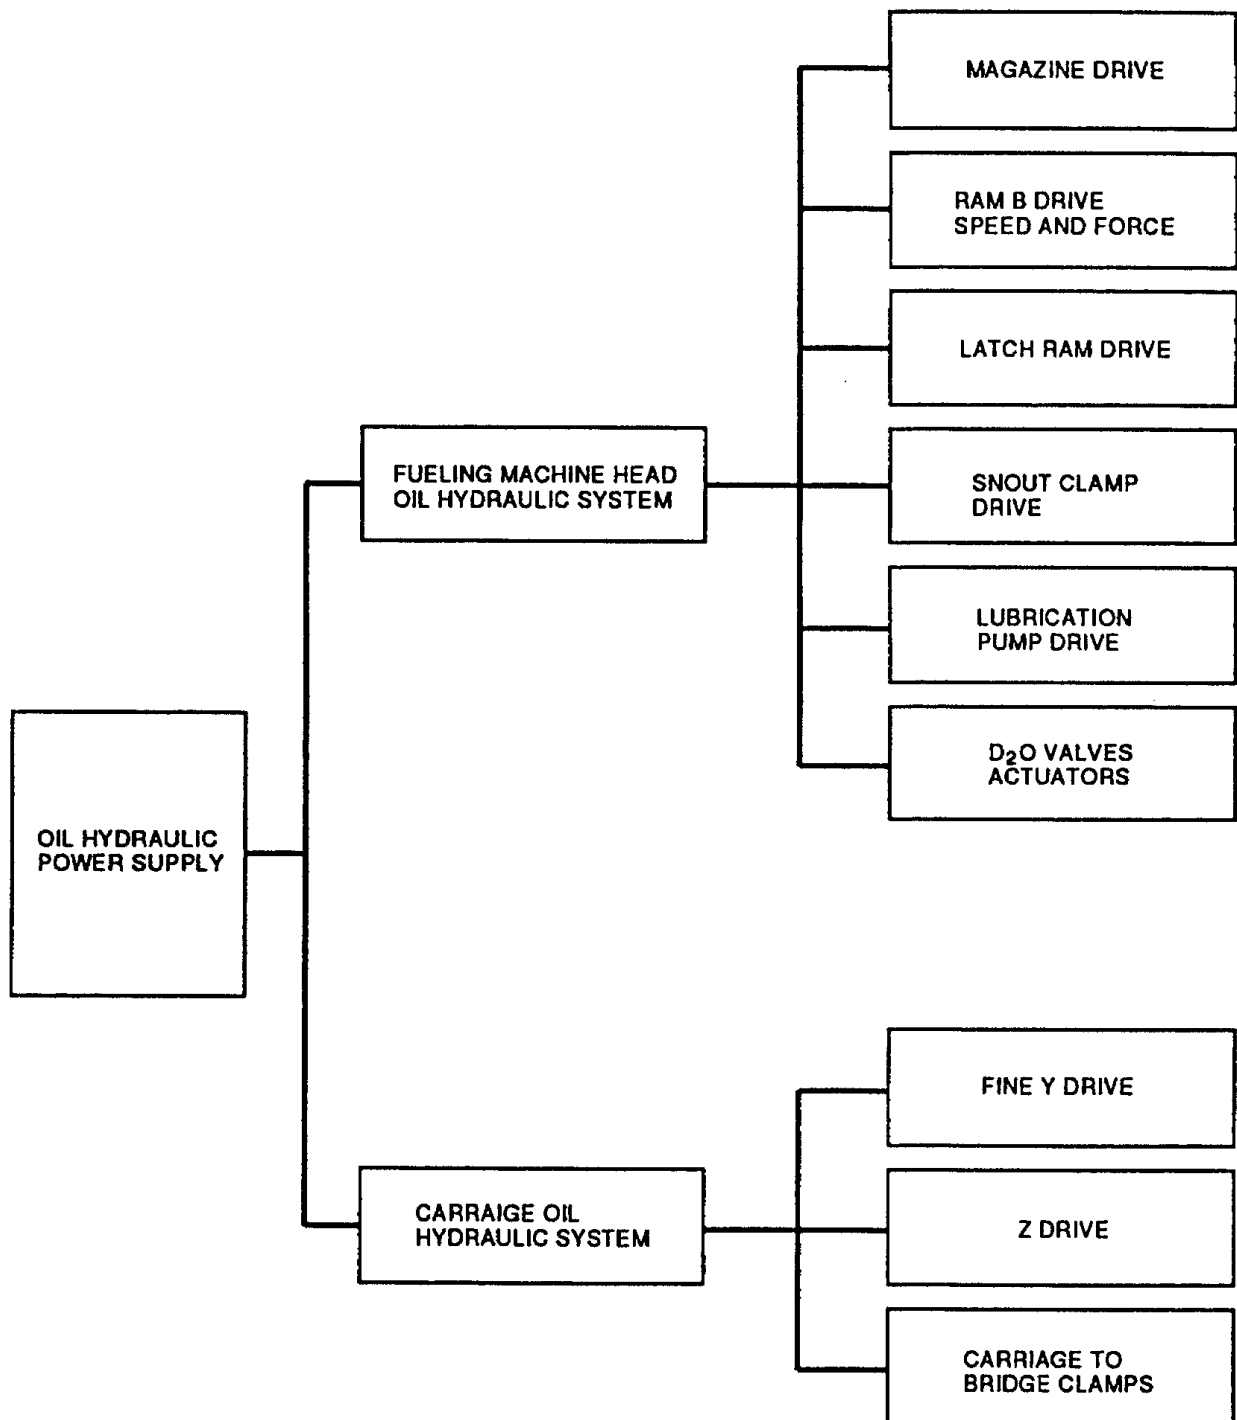 MAGAZINE DRIVE
RAM B DRIVE
SPEED AND FORCE
LATCH RAM DRIVE
FUELING MACHINE HEAD
OIL HYDRAULIC SYSTEM
SNOUT CLAMP
DRIVE
LUBRICATION
PUMP DRIVE
D₂O VALVES
ACTUATORS
OIL HYDRAULIC
POWER SUPPLY
FINE Y DRIVE
CARRAIGE OIL
HYDRAULIC SYSTEM
Z DRIVE
CARRIAGE TO
BRIDGE CLAMPS